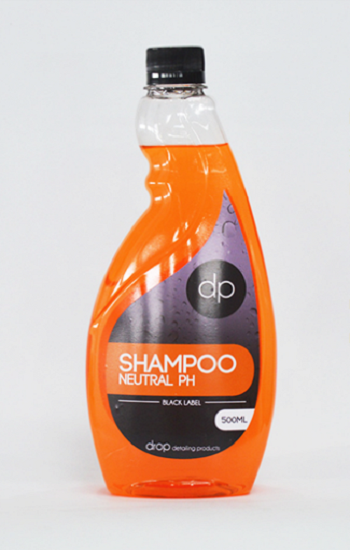 dp
SHAMPOO
NEUTRAL PH
BLACK LABEL
500ML
drop detailing products